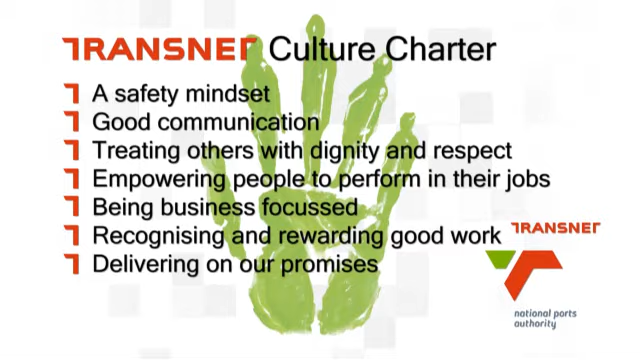 TRANSNET Culture Charter
A safety mindset
Good communication
Treating others with dignity and respect
Empowering people to perform in their jobs
Being business focussed
Recognising and rewarding good work
Delivering on our promises
TRANSNET
national ports
authority